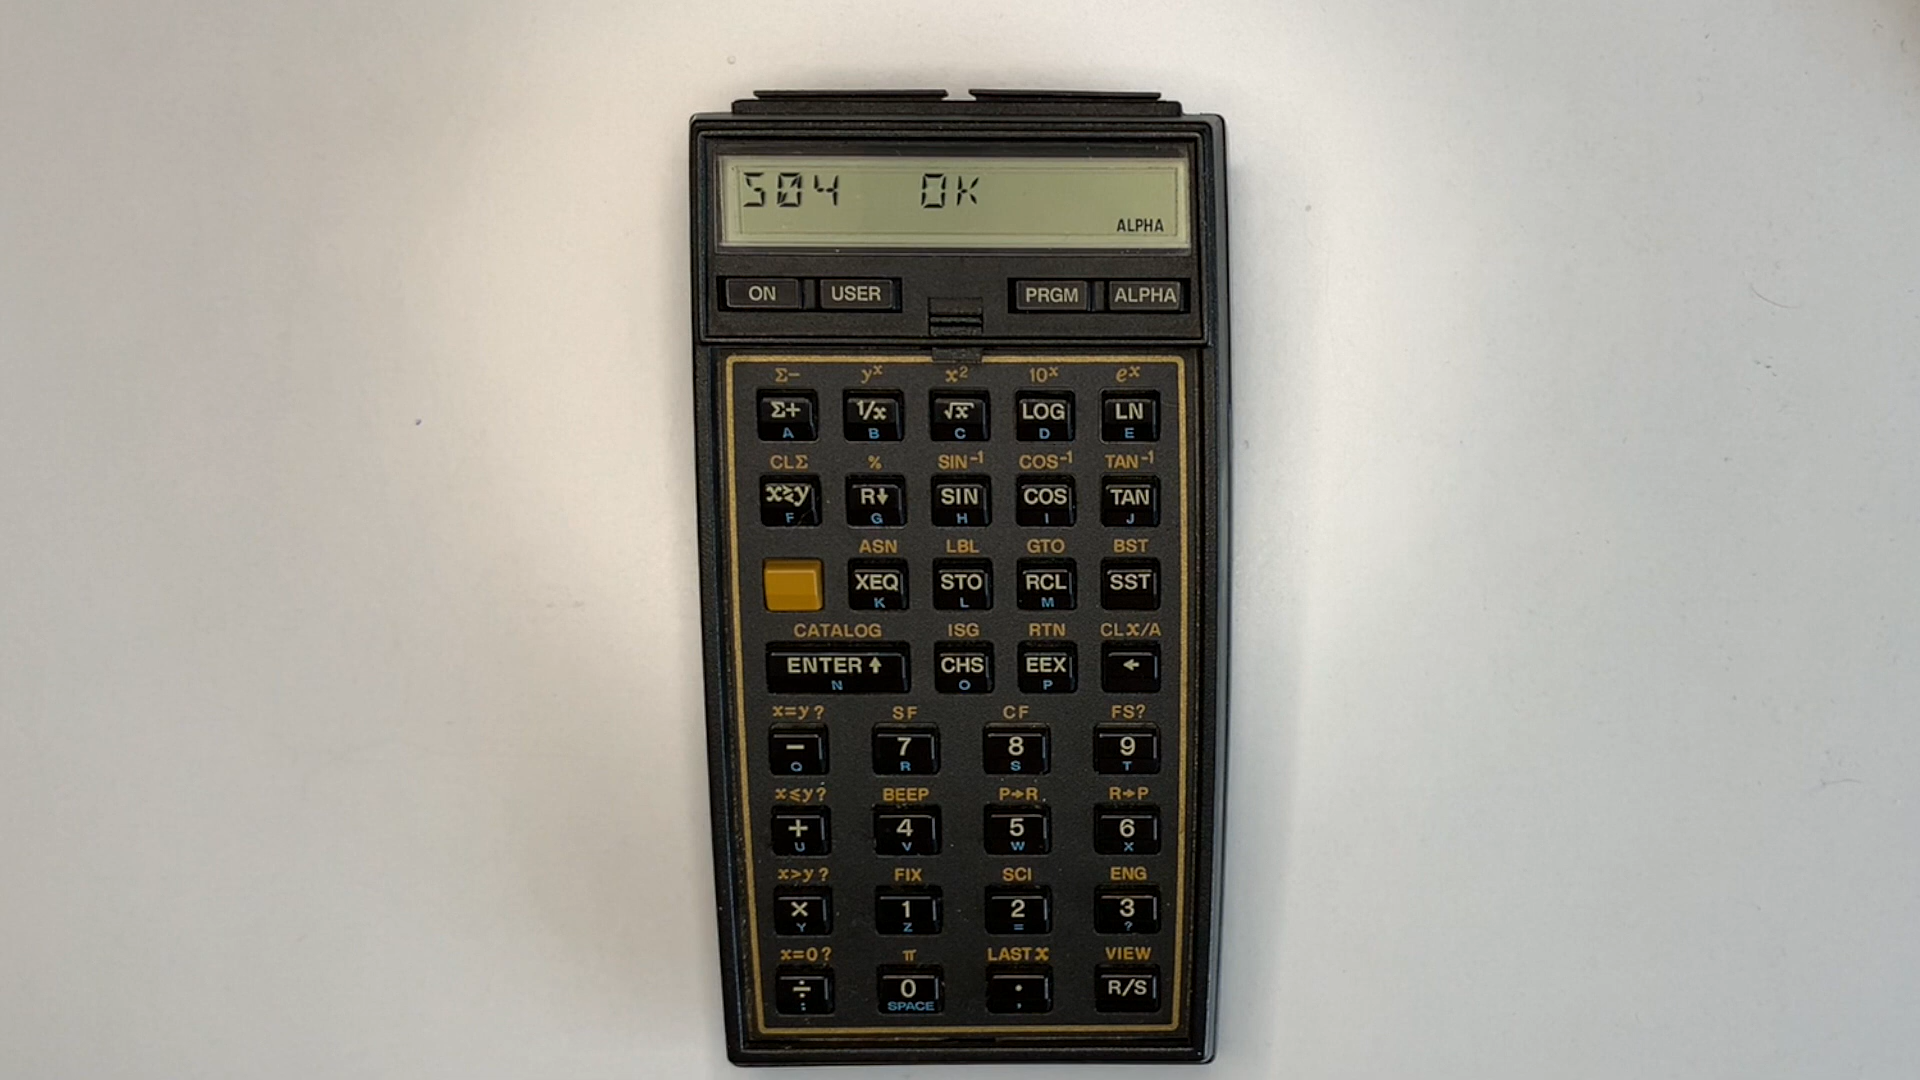 504 OK
ALPHA
ON USER PRGM ALPHA
Σ− yˣ x² 10ˣ eˣ
Σ+ 1/x √x LOG LN
A B C D E
CLΣ % SIN⁻¹ COS⁻¹ TAN⁻¹
x≷y R↓ SIN COS TAN
F G H I J
ASN LBL GTO BST
XEQ STO RCL SST
K L M
CATALOG ISG RTN CLX/A
ENTER↑ CHS EEX ←
N O P
x=y? SF CF FS?
− 7 8 9
Q R S T
x≤y? BEEP P→R R→P
+ 4 5 6
U V W X
x>y? FIX SCI ENG
× 1 2 3
Y Z = ?
x=0? π LAST X VIEW
÷ 0 • R/S
: SPACE ,